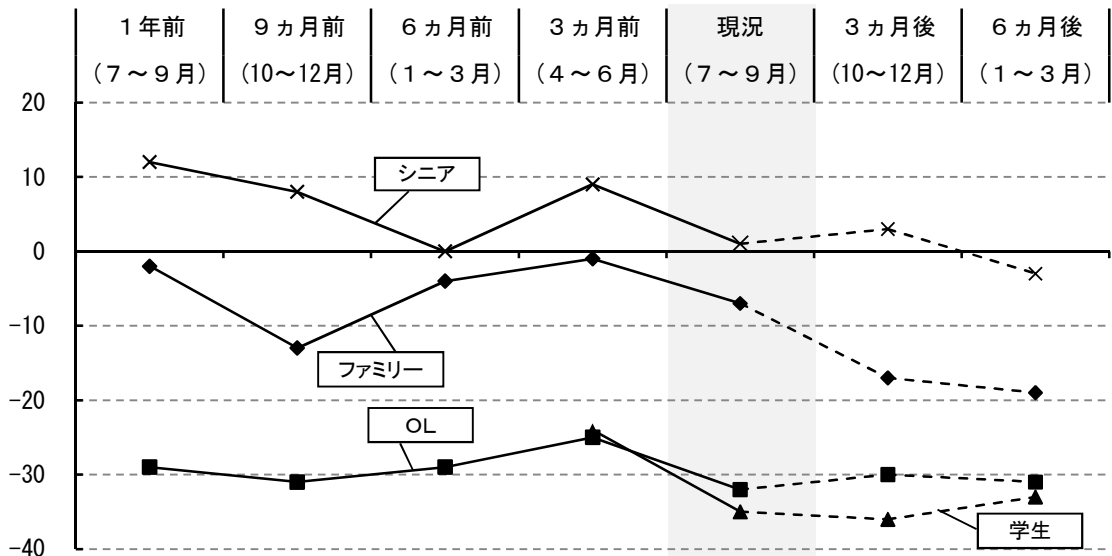 １年前 ９ヵ月前 ６ヵ月前 ３ヵ月前 現況 ３ヵ月後 ６ヵ月後
（７～９月） (10～12月) （１～３月） （４～６月） （７～９月） (10～12月) （１～３月）
20
シニア
10
0
-10
ファミリー
-20
ＯＬ
-30
学生
-40